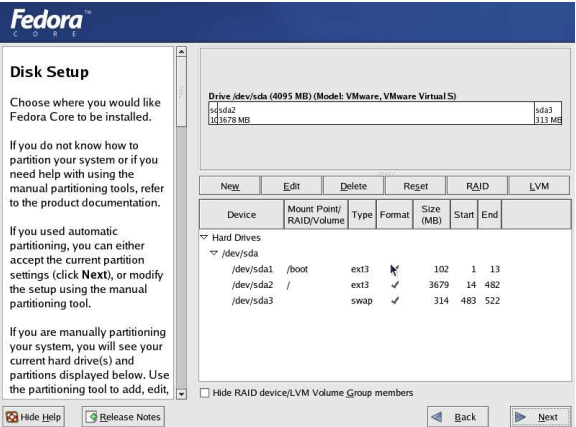 Fedora™
CORE
Disk Setup
Choose where you would like
Fedora Core to be installed.
If you do not know how to
partition your system or if you
need help with using the
manual partitioning tools, refer
to the product documentation.
If you used automatic
partitioning, you can either
accept the current partition
settings (click Next), or modify
the setup using the manual
partitioning tool.
If you are manually partitioning
your system, you will see your
current hard drive(s) and
partitions displayed below. Use
the partitioning tool to add, edit,
Drive /dev/sda (4095 MB) (Model: VMware, VMware Virtual S)
sda2 sda3
3678 MB 313 MB
New Edit Delete Reset RAID LVM
Device Mount Point/ RAID/Volume Type Format Size (MB) Start End
Hard Drives
/dev/sda
/dev/sda1 /boot ext3 102 1 13
/dev/sda2 / ext3 ✓ 3679 14 482
/dev/sda3 swap ✓ 314 483 522
Hide RAID device/LVM Volume Group members
Hide Help Release Notes Back Next